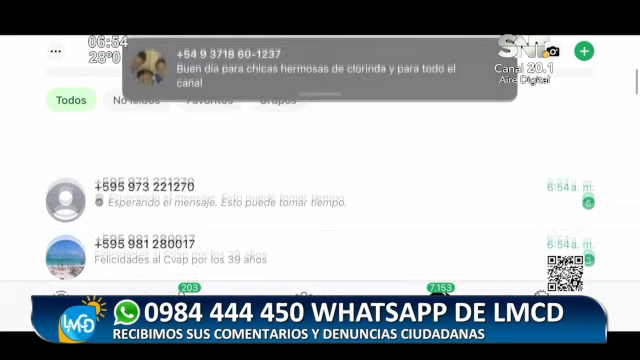 06:54
28°0
+54 9 3718 60-1237
Buen día para chicas hermosas de clorinda y para todo el
canal
SNT
Canal 20.1
Aire Digital
Todos
No leídos
Favoritos
Grupos
+595 973 221270
6:54 a. m.
Esperando el mensaje. Esto puede tomar tiempo.
6
+595 981 280017
6:54 a. m.
Felicidades al Cvap por los 39 años
203
7.153
LMCD
0984 444 450 WHATSAPP DE LMCD
RECIBIMOS SUS COMENTARIOS Y DENUNCIAS CIUDADANAS